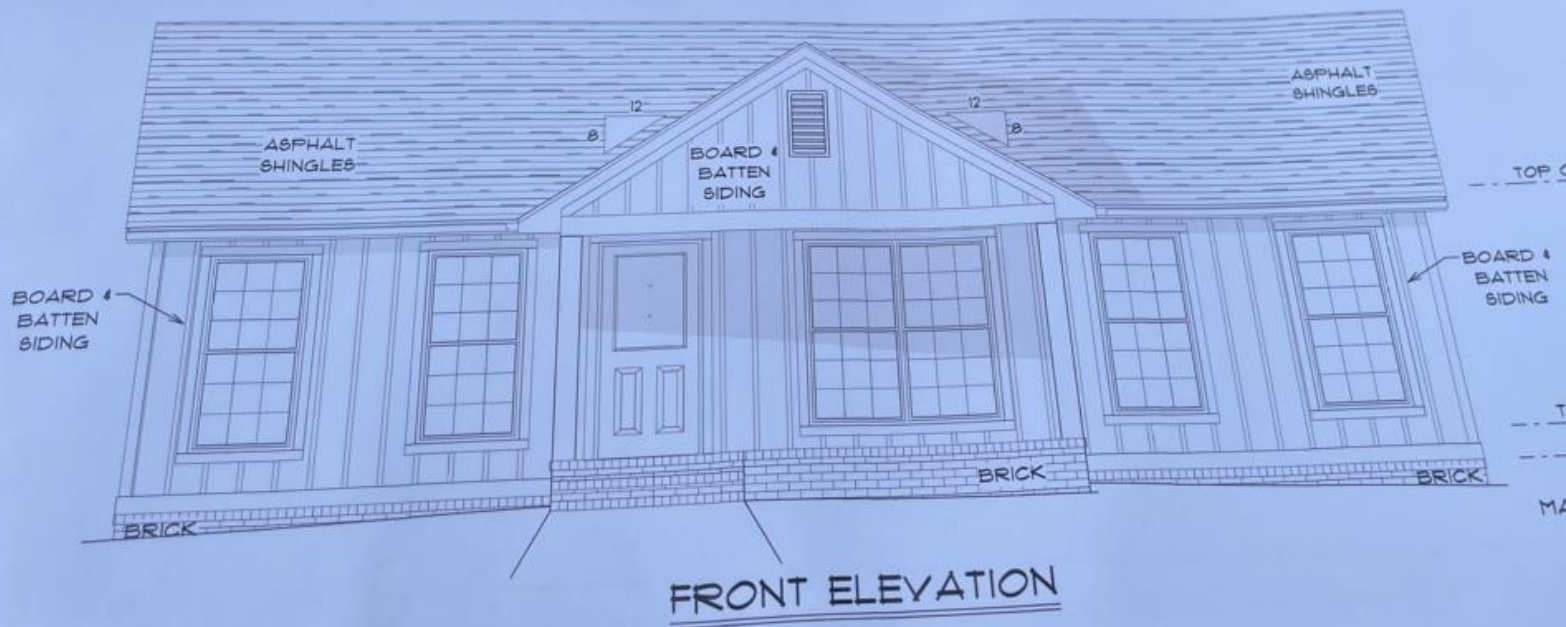 ASPHALT
SHINGLES
12
8
ASPHALT
SHINGLES
12
8
BOARD &
BATTEN
SIDING
TOP
BOARD &
BATTEN
SIDING
BOARD &
BATTEN
SIDING
BRICK
BRICK
BRICK
FRONT ELEVATION